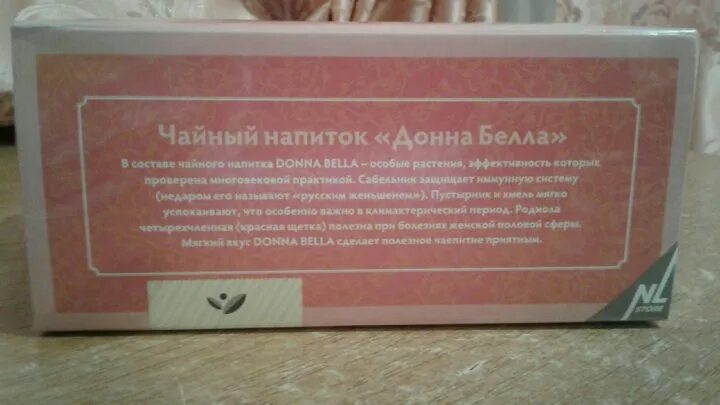 Чайный напиток «Донна Белла»
В составе чайного напитка DONNA BELLA – особые растения, эффективность которых
проверена многовековой практикой. Сабельник защищает иммунную систему
(недаром его называют «русским женьшенем»). Пустырник и хмель мягко
успокаивают, что особенно важно в климактерический период. Родиола
четырехчленная (красная щетка) полезна при болезнях женской половой сферы.
Мягкий вкус DONNA BELLA сделает полезное чаепитие приятным.
NL
STORE